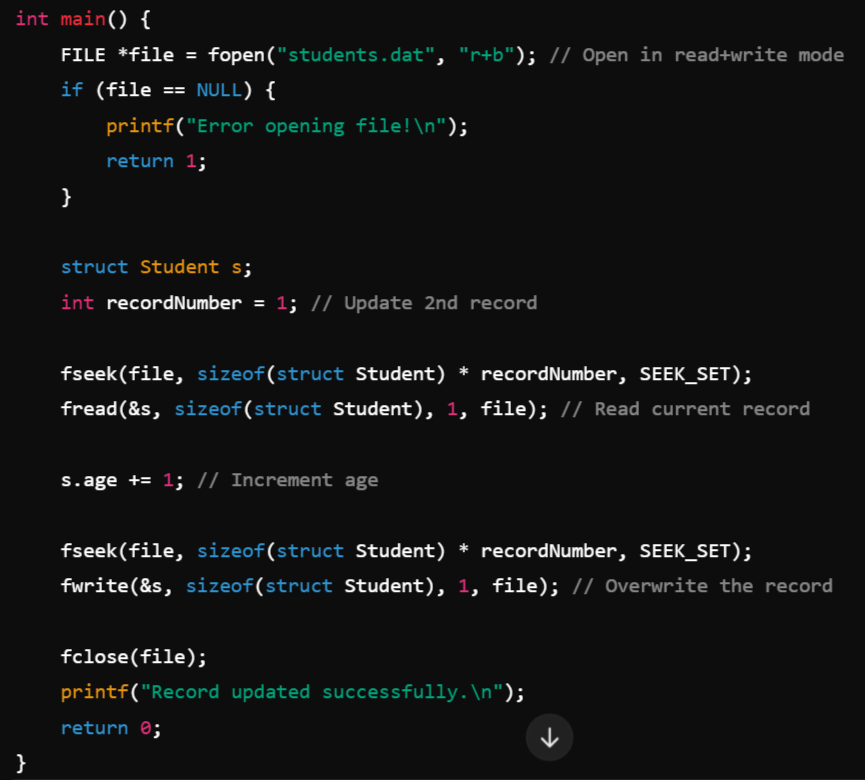 int main() {
    FILE *file = fopen("students.dat", "r+b"); // Open in read+write mode
    if (file == NULL) {
        printf("Error opening file!\n");
        return 1;
    }

    struct Student s;
    int recordNumber = 1; // Update 2nd record

    fseek(file, sizeof(struct Student) * recordNumber, SEEK_SET);
    fread(&s, sizeof(struct Student), 1, file); // Read current record

    s.age += 1; // Increment age

    fseek(file, sizeof(struct Student) * recordNumber, SEEK_SET);
    fwrite(&s, sizeof(struct Student), 1, file); // Overwrite the record

    fclose(file);
    printf("Record updated successfully.\n");
    return 0;
}